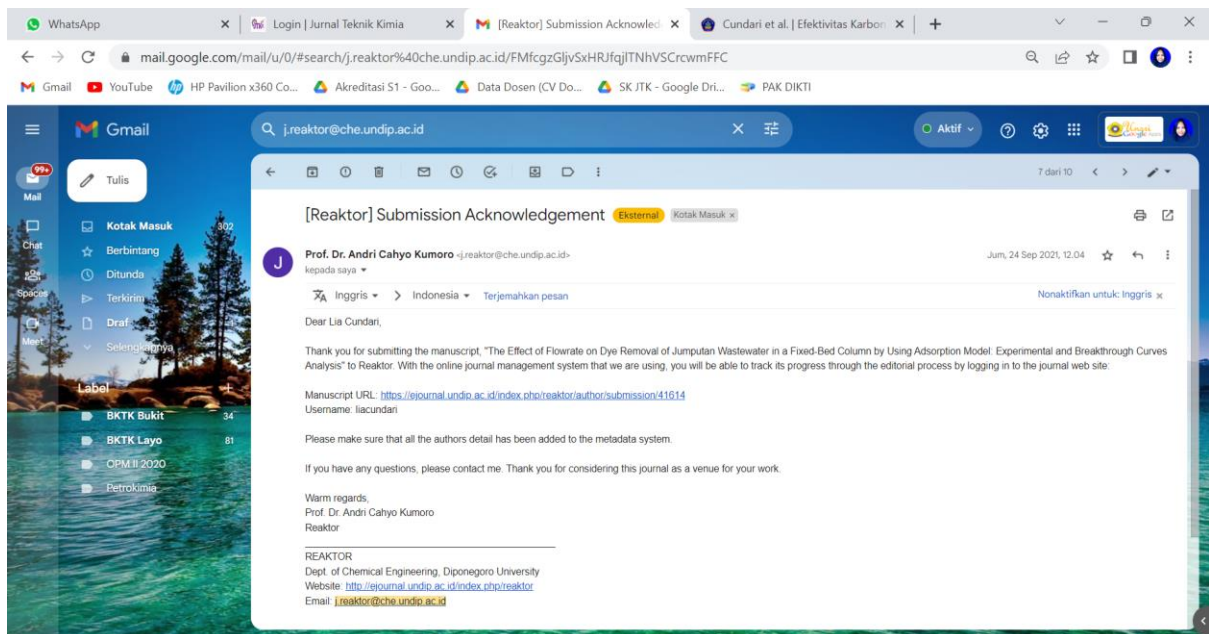 WhatsApp
Login | Jurnal Teknik Kimia
[Reaktor] Submission Acknowled
Cundari et al. | Efektivitas Karbon
mail.google.com/mail/u/0/#search/j.reaktor%40che.undip.ac.id/FMfcgzGljvSxHRJfqjlTNhVSCrcwmFFC
Gmail
YouTube
HP Pavilion x360 Co...
Akreditasi S1 - Goo...
Data Dosen (CV Do...
SK JTK - Google Dri...
PAK DIKTI
Gmail
j.reaktor@che.undip.ac.id
Aktif
99+
Mail
Chat
Spaces
Meet
Tulis
Kotak Masuk 302
Berbintang
Ditunda
Terkirim
Draf
Selengkapnya
Label
BKTK Bukit 34
BKTK Layo 81
OPM II 2020
Petrokimia
7 dari 10
[Reaktor] Submission Acknowledgement Eksternal Kotak Masuk ×
J
Prof. Dr. Andri Cahyo Kumoro <j.reaktor@che.undip.ac.id>
Jum, 24 Sep 2021, 12.04
kepada saya
Inggris > Indonesia Terjemahkan pesan
Nonaktifkan untuk: Inggris ×
Dear Lia Cundari,
Thank you for submitting the manuscript, "The Effect of Flowrate on Dye Removal of Jumputan Wastewater in a Fixed-Bed Column by Using Adsorption Model: Experimental and Breakthrough Curves
Analysis" to Reaktor. With the online journal management system that we are using, you will be able to track its progress through the editorial process by logging in to the journal web site:
Manuscript URL: https://ejournal.undip.ac.id/index.php/reaktor/author/submission/41614
Username: liacundari
Please make sure that all the authors detail has been added to the metadata system.
If you have any questions, please contact me. Thank you for considering this journal as a venue for your work.
Warm regards,
Prof. Dr. Andri Cahyo Kumoro
Reaktor
REAKTOR
Dept. of Chemical Engineering, Diponegoro University
Website: http://ejournal.undip.ac.id/index.php/reaktor
Email: j.reaktor@che.undip.ac.id